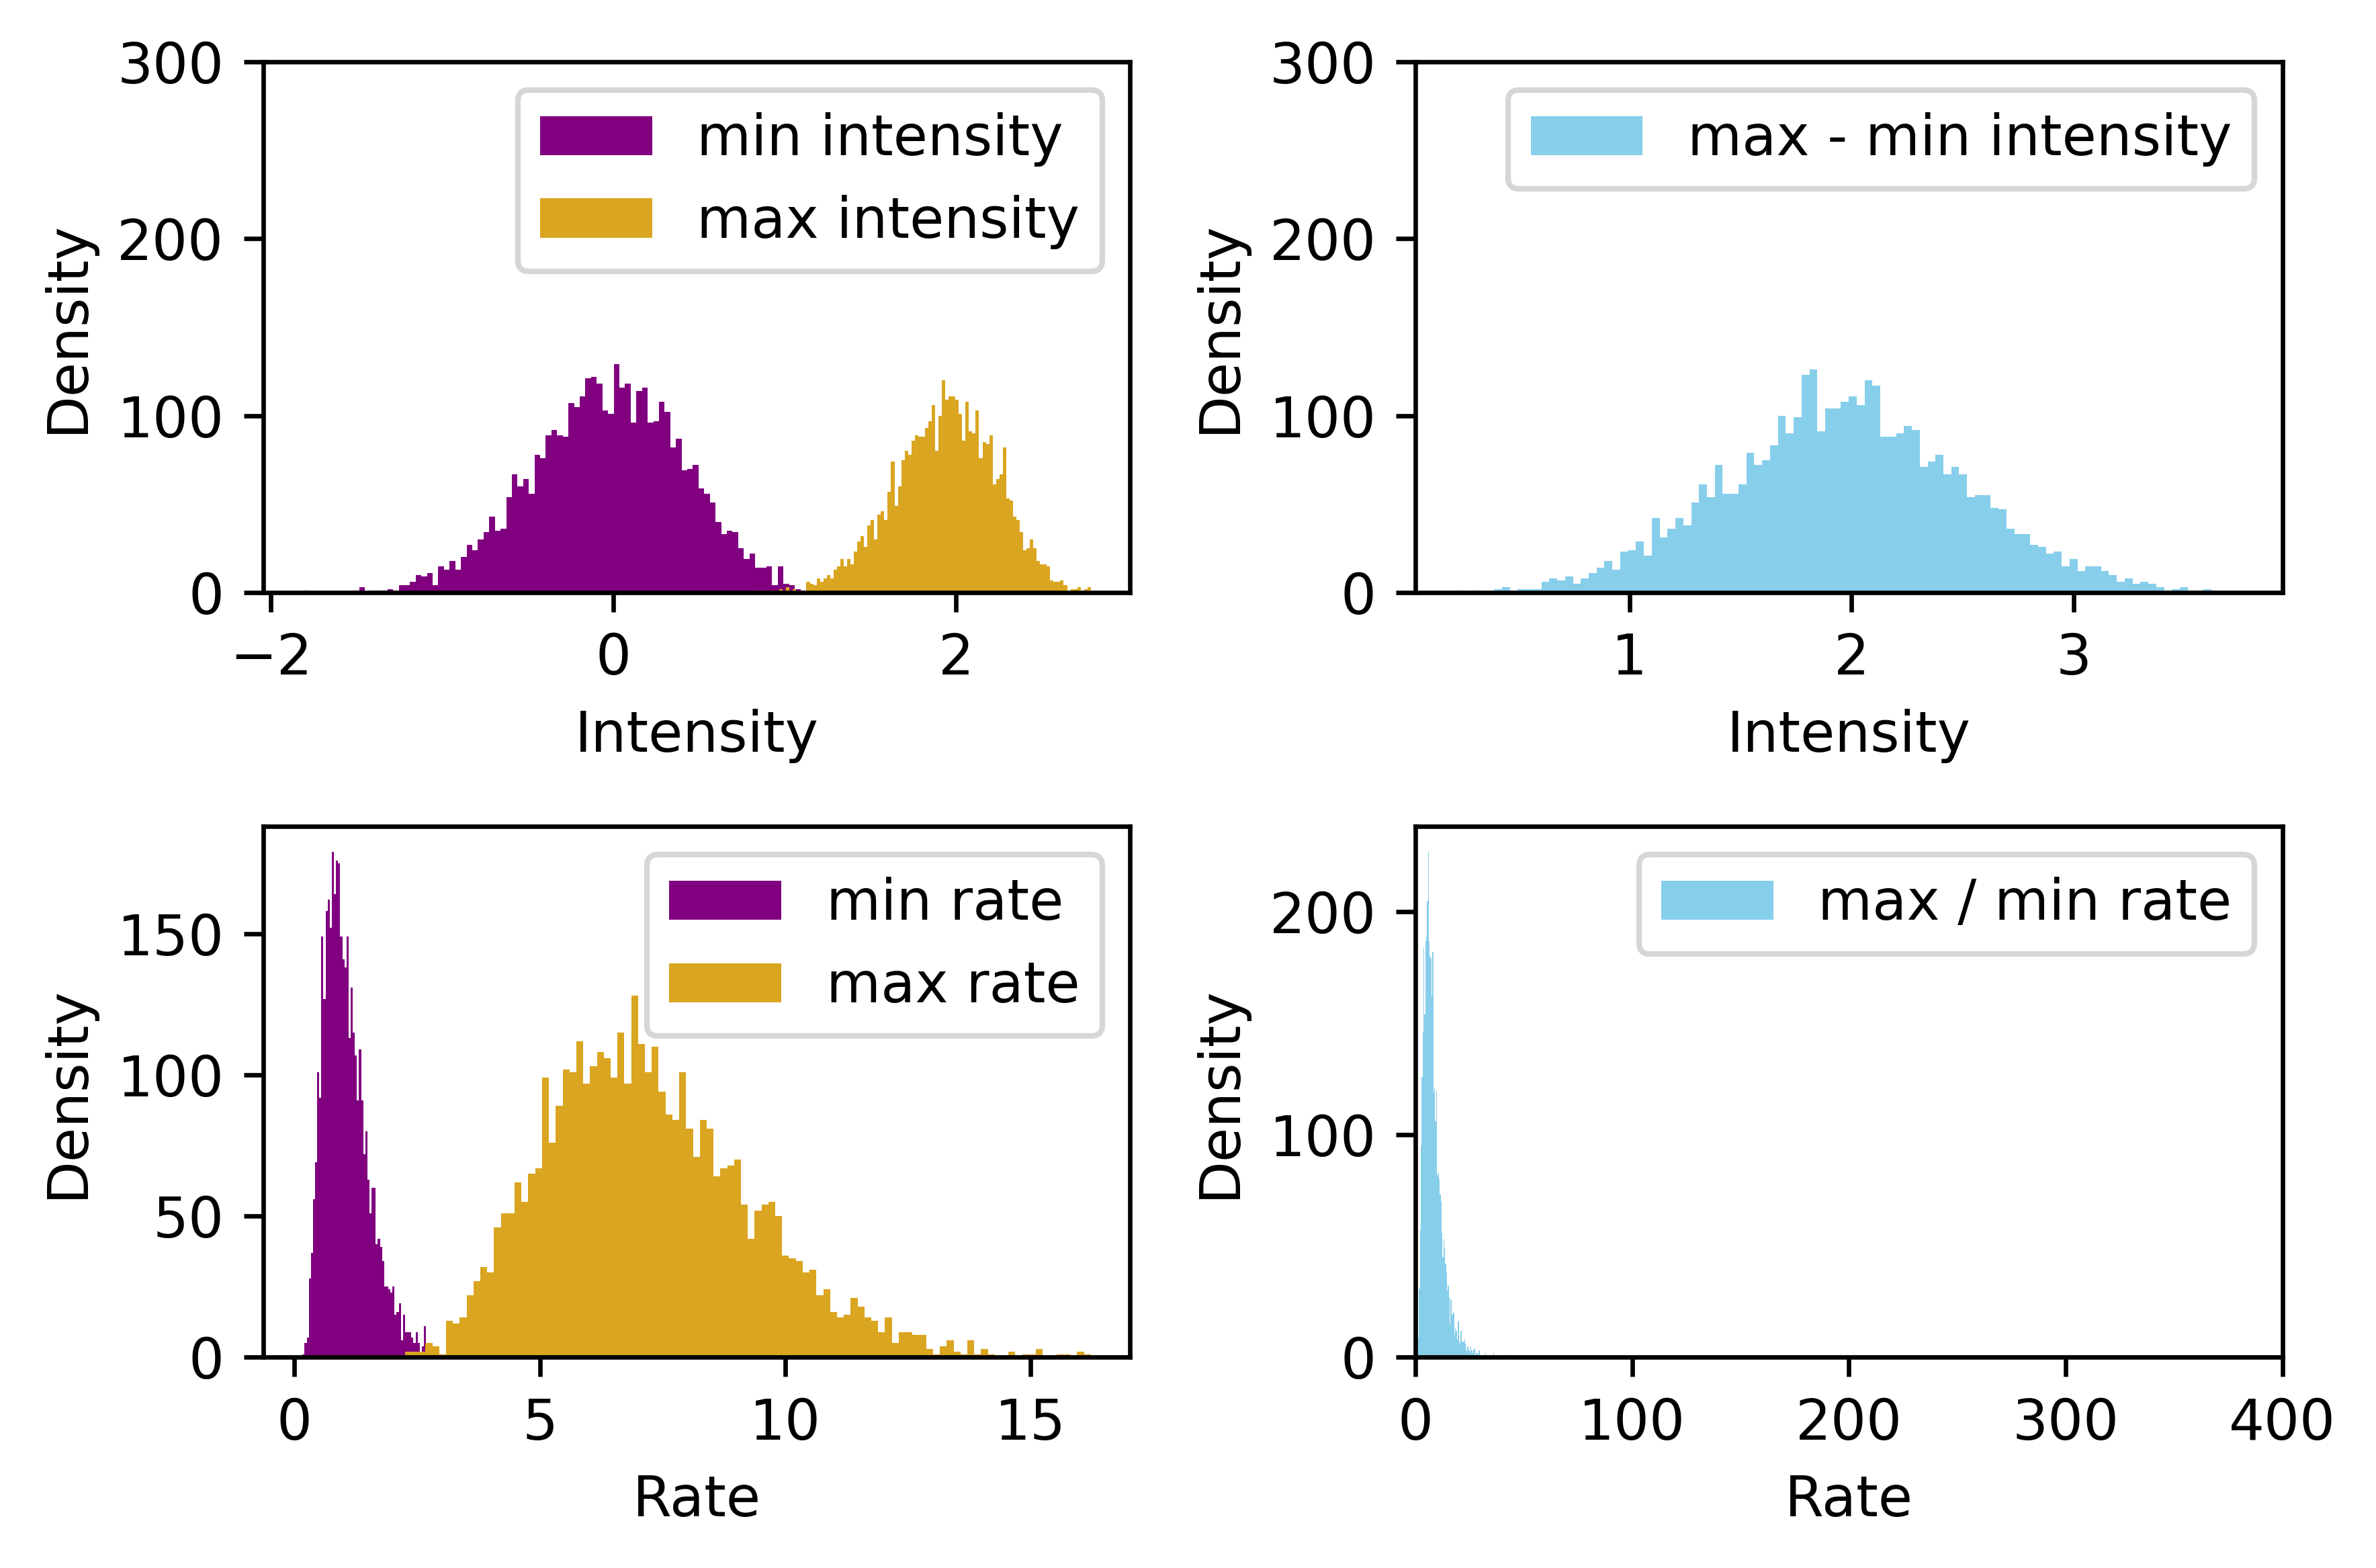 300
200
100
0
Density
min intensity
max intensity
−2
0
2
Intensity
300
200
100
0
Density
max - min intensity
1
2
3
Intensity
150
100
50
0
Density
min rate
max rate
0
5
10
15
Rate
200
100
0
Density
max / min rate
0
100
200
300
400
Rate